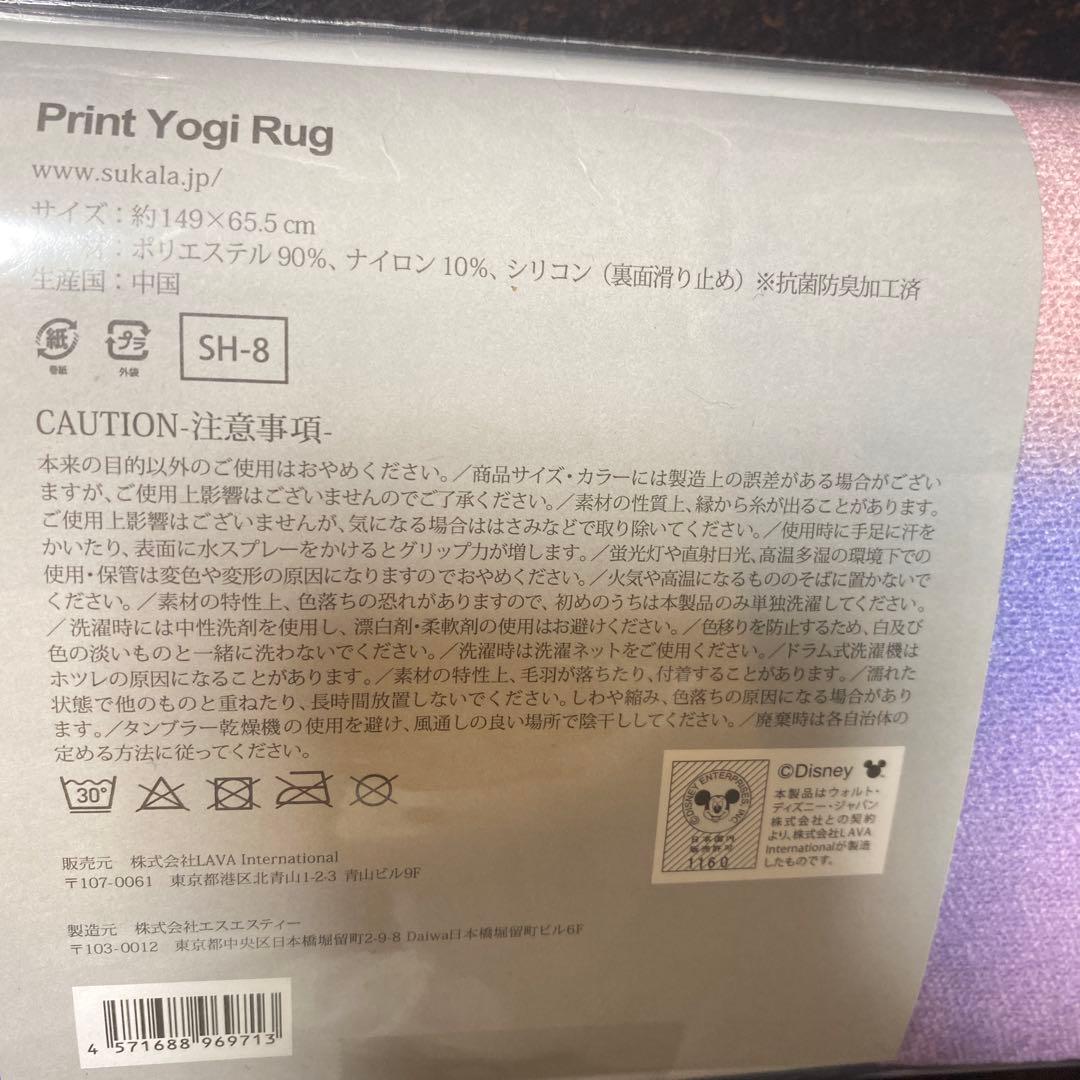 Print Yogi Rug
www.sukala.jp/
サイズ：約149×65.5cm
材：ポリエステル90%、ナイロン10%、シリコン（裏面滑り止め）※抗菌防臭加工済
生産国：中国
紙
巻紙
プラ
外袋
SH-8
CAUTION-注意事項-
本来の目的以外のご使用はおやめください。／商品サイズ・カラーには製造上の誤差がある場合がござい
ますが、ご使用上影響はございませんのでご了承ください。／素材の性質上、縁から糸が出ることがあります。
ご使用上影響はございませんが、気になる場合ははさみなどで取り除いてください。／使用時に手足に汗を
かいたり、表面に水スプレーをかけるとグリップ力が増します。／蛍光灯や直射日光、高温多湿の環境下での
使用・保管は変色や変形の原因になりますのでおやめください。／火気や高温になるもののそばに置かないで
ください。／素材の特性上、色落ちの恐れがありますので、初めのうちは本製品のみ単独洗濯してください。
／洗濯時には中性洗剤を使用し、漂白剤・柔軟剤の使用はお避けください。／色移りを防止するため、白及び
色の淡いものと一緒に洗わないでください。／洗濯時は洗濯ネットをご使用ください。／ドラム式洗濯機は
ホツレの原因になることがあります。／素材の特性上、毛羽が落ちたり、付着することがあります。／濡れた
状態で他のものと重ねたり、長時間放置しないでください。しわや縮み、色落ちの原因になる場合があり
ます。／タンブラー乾燥機の使用を避け、風通しの良い場所で陰干ししてください。／廃棄時は各自治体の
定める方法に従ってください。
30°
©DISNEY ENTERPRISES, INC.
日本国内
販売許可
1160
©Disney
本製品はウォルト・
ディズニー・ジャパン
株式会社との契約
より、株式会社LAVA
Internationalが製造
したものです。
販売元　株式会社LAVA International
〒107-0061　東京都港区北青山1-2-3 青山ビル9F
製造元　株式会社エスエスティー
〒103-0012　東京都中央区日本橋堀留町2-9-8 Daiwa日本橋堀留町ビル6F
4 571688 969713